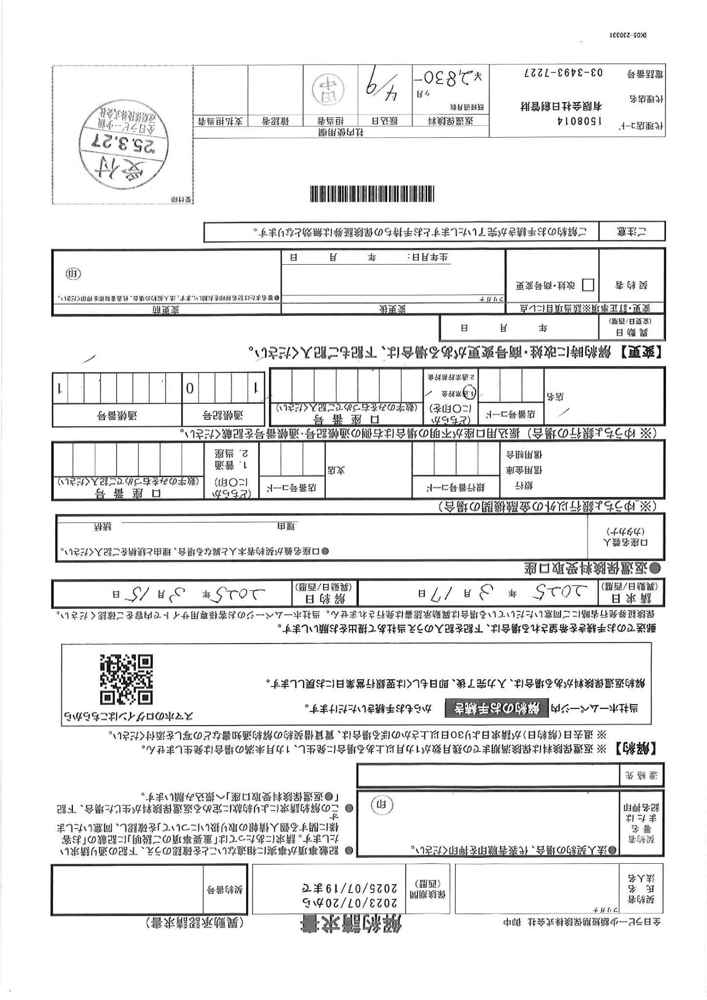 全日ラビー少額短期保険株式会社 御中
解約請求書
(異動承認請求書)
契約者
氏 名
法人名
フリガナ
保険期間
(西暦)
2023/07/20から
2025/07/19まで
契約番号
契約者
署 名
または
記名押印
●法人契約の場合、代表者職印を押印ください。
印
連 絡 先
● 記載事項が事実に相違ないことを確認のうえ、下記の通り請求い
たします。請求にあたっては「重要事項のご説明」に記載の「お客
様に関する個人情報の取り扱いについて」を確認し、同意いたしま
す
● この解約請求により約款に定める返還保険料が生じた場合、下記
「●返還保険料受取口座」へ振込み願います。
【解約】 ※ 返還保険料は保険満期までの残月数が1カ月以上ある場合に発生し、1カ月未満の場合は発生しません。
※ 退去日(解約日)が請求日より30日以上さかのぼる場合は、賃貸借契約の解約通知書などの写しを添付ください。
当社ホームページ内 解約のお手続き からもお手続きいただけます。
解約返還保険料がある場合は、入力完了後、即日もしくは翌銀行営業日にお戻しします。
スマホのログインはこちらから
郵送でのお手続きを希望される場合は、下記を記入のうえ当社あて提出をお願いします。
保険証券発行省略にご同意いただいている場合は異動承認書は発行されません。当社ホームページのお客様専用サイトで内容をご確認ください。
請 求 日
(異動日/西暦)
2025 年 3 月 17 日
解 約 日
(異動日/西暦)
2025 年 3 月 15 日
●返還保険料受取口座
口座名義人
(カタカナ)
●口座名義が契約者本人と異なる場合、理由と続柄をご記入ください。
理由
続柄
(※ ゆうちょ銀行以外の金融機関の場合)
銀行
信用金庫
信用組合
銀行番号コード
支店
店番号コード
(どちらか
に○印)
1. 普通
2. 当座
口 座 番 号
(数字のみを右づめでご記入ください)
(※ ゆうちょ銀行の場合) 振込用口座が不明の場合は右側の通帳記号・通帳番号を記載ください。
店名
店番号コード
(どちらか
に○印を)
1.通常貯金
2.通常貯蓄貯金
口 座 番 号
(数字のみを右づめでご記入ください)
通帳記号
1 0
通帳番号
1
【変更】 解約時に改姓・商号変更がある場合は、下記もご記入ください。
異 動 日
(変更日/西暦)
年 月 日
変更・訂正事項※該当項目にレ点
変更後
変更前
契 約 者
改姓・商号変更
フリガナ
生年月日: 年 月 日
●署名または記名押印をお願いします。法人契約の場合、代表者職印を押印ください。
印
ご注意
ご解約のお手続きが完了いたしますとお手持ちの保険証券は無効となります。
受付印
受付
'25.3.27
全日ラビー少額
短期保険株式会社
代理店コード
1508014
代理店名
有限会社日創管財
電話番号
03-3493-7227
社内使用欄
返還保険料
振込日
担当者
確認者
支払担当者
既経過月数
ヶ月
¥2,830-
4/9
田中
IK05-230331